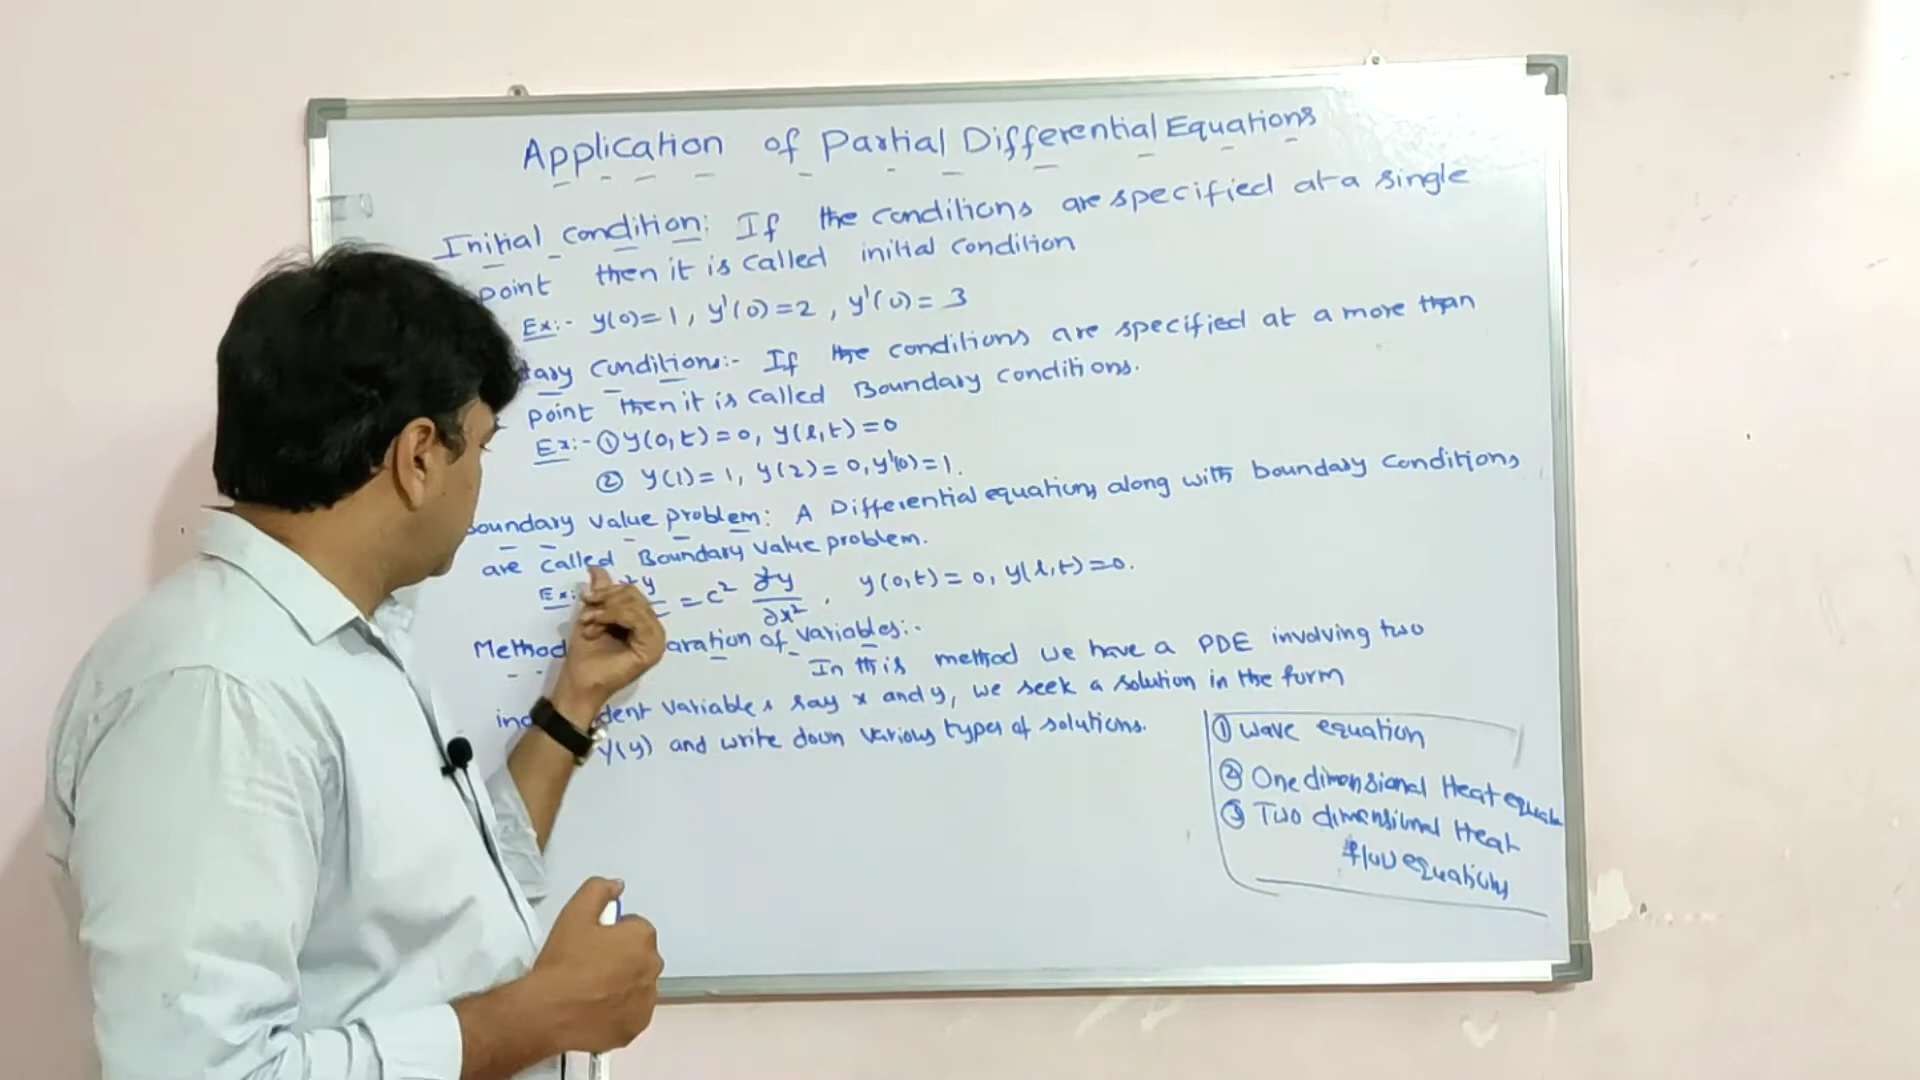 Application of Partial Differential Equations
Initial condition: If the conditions are specified at a single
point then it is called initial condition
Ex:- y(0)=1, y'(0)=2, y'(0)=3
Conditions:- If the conditions are specified at a more than
point then it is called Boundary conditions.
Ex:- ① y(0,t)=0, y(l,t)=0
② y(1)=1, y(2)=0, y'(0)=1.
Boundary value problem: A Differential equations along with boundary conditions
are called Boundary value problem.
Ex: y = c² ∂²y/∂x², y(0,t)=0, y(l,t)=0.
Method of variables:-
In this method we have a PDE involving two
variables say x and y, we seek a solution in the form
Y(y) and write down various types of solutions.
① Wave equation
② One dimensional Heat
③ Two dimensional Heat
flow equations